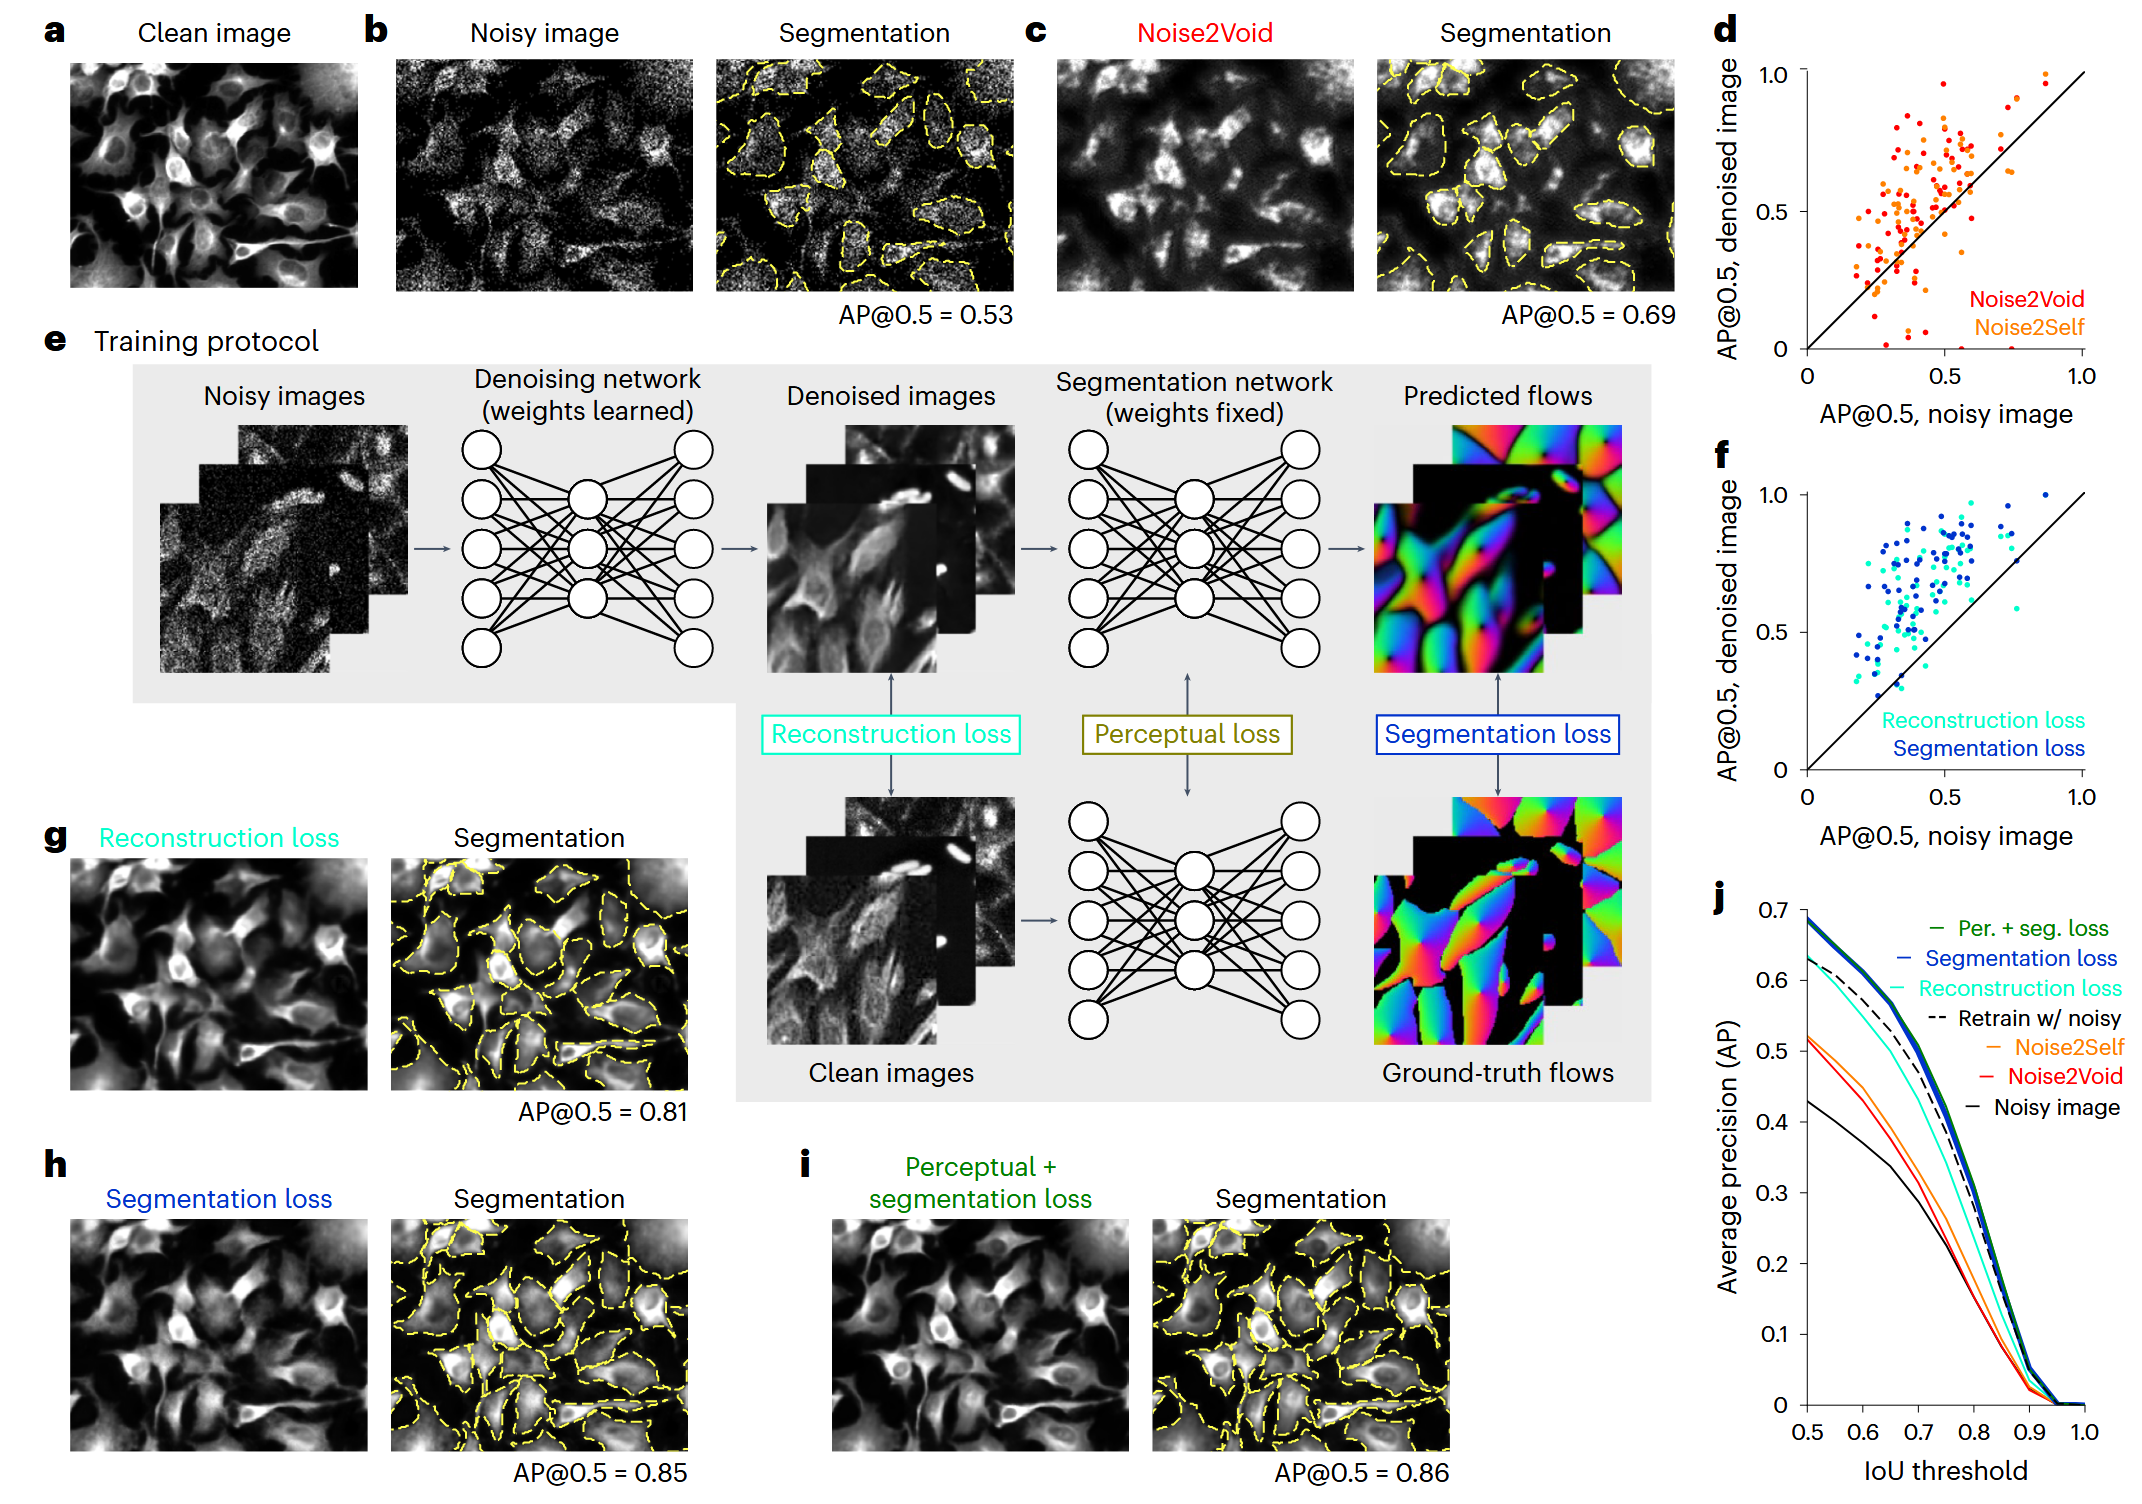 a
Clean image
b
Noisy image
Segmentation
AP@0.5 = 0.53
c
Noise2Void
Segmentation
AP@0.5 = 0.69
d
AP@0.5, denoised image
1.0
0.5
0
Noise2Void
Noise2Self
0
0.5
1.0
AP@0.5, noisy image
e
Training protocol
Noisy images
Denoising network
(weights learned)
Denoised images
Segmentation network
(weights fixed)
Predicted flows
Reconstruction loss
Perceptual loss
Segmentation loss
Clean images
Ground-truth flows
f
AP@0.5, denoised image
1.0
0.5
0
Reconstruction loss
Segmentation loss
0
0.5
1.0
AP@0.5, noisy image
g
Reconstruction loss
Segmentation
AP@0.5 = 0.81
h
Segmentation loss
Segmentation
AP@0.5 = 0.85
i
Perceptual +
segmentation loss
Segmentation
AP@0.5 = 0.86
j
Average precision (AP)
0.7
0.6
0.5
0.4
0.3
0.2
0.1
0
Per. + seg. loss
Segmentation loss
Reconstruction loss
Retrain w/ noisy
Noise2Self
Noise2Void
Noisy image
0.5
0.6
0.7
0.8
0.9
1.0
IoU threshold